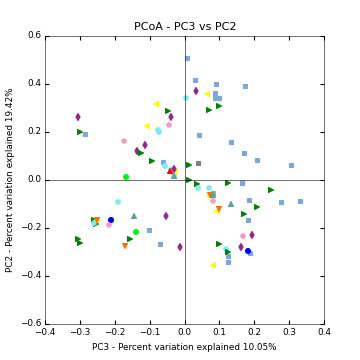 PCoA - PC3 vs PC2
0.6
0.4
0.2
0.0
−0.2
−0.4
−0.6
PC2 - Percent variation explained 19.42%
−0.4 −0.3 −0.2 −0.1 0.0 0.1 0.2 0.3 0.4
PC3 - Percent variation explained 10.05%